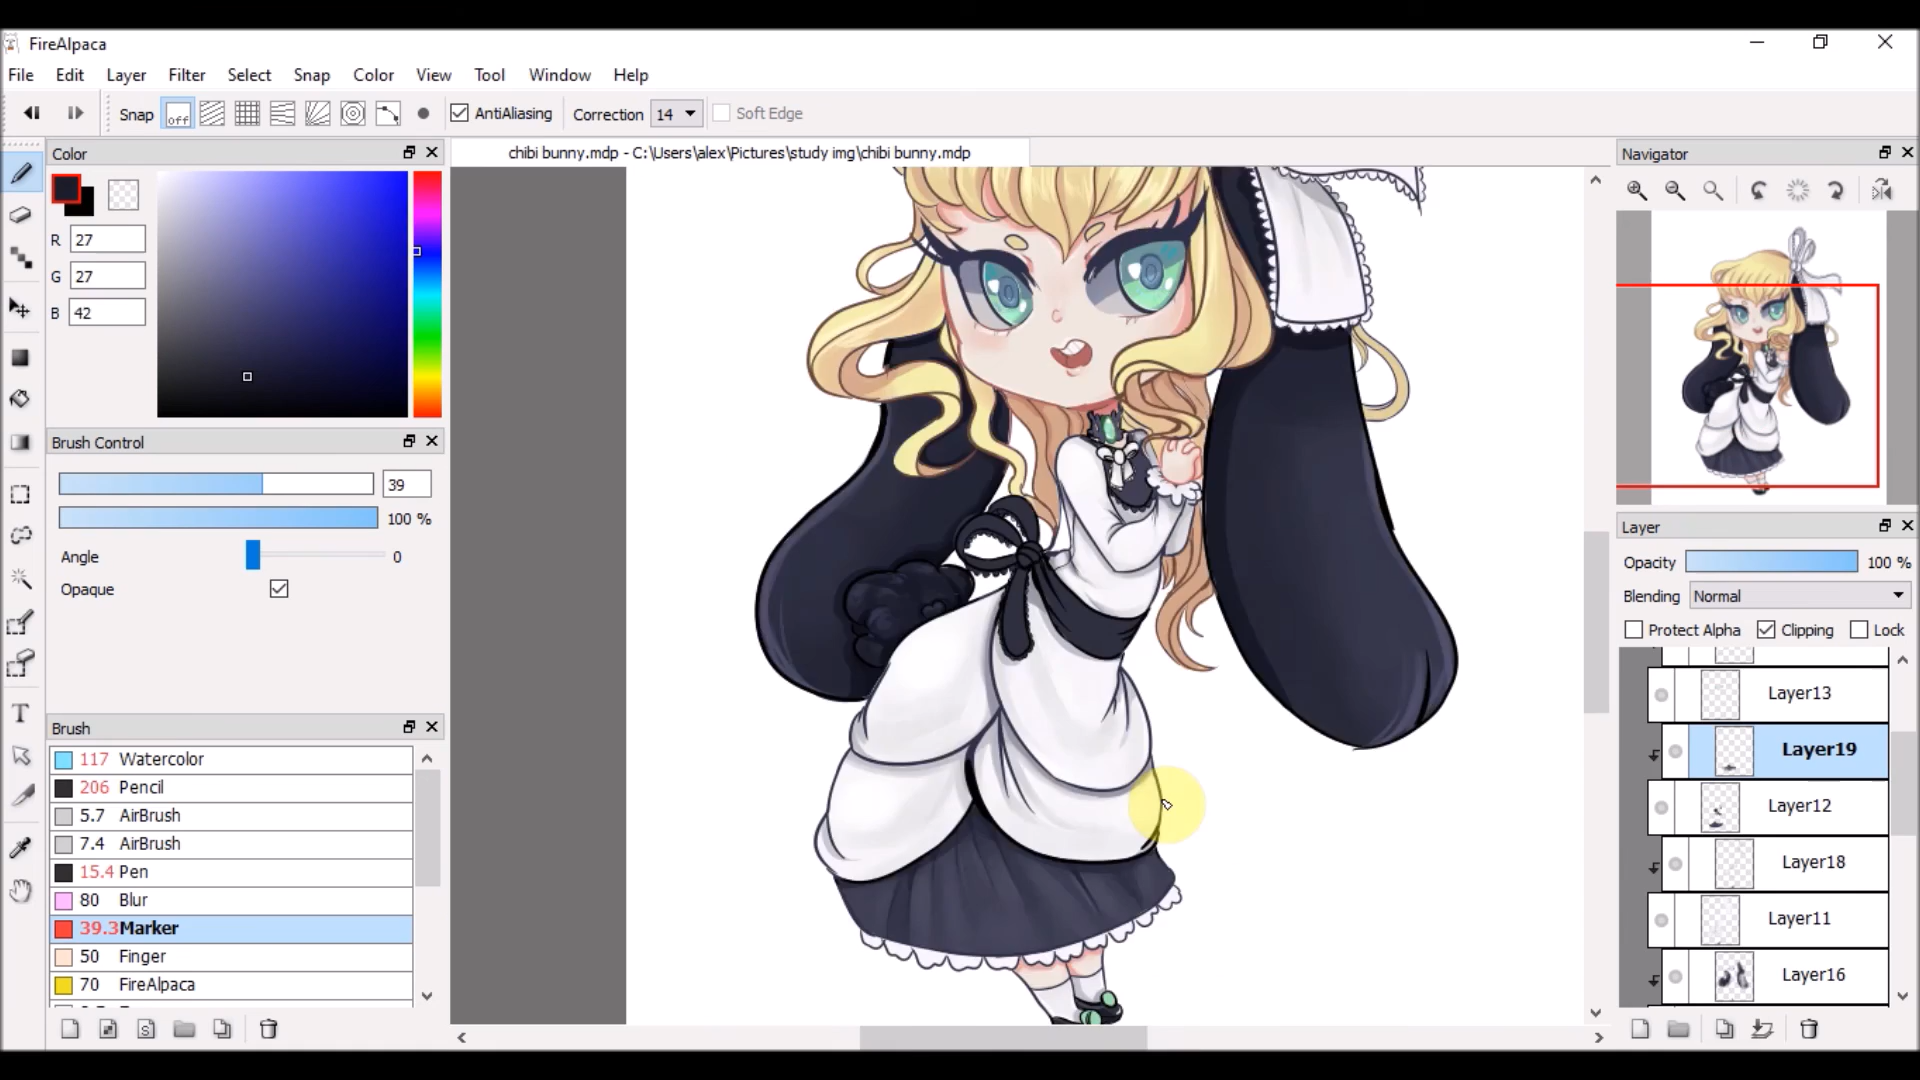 FireAlpaca
File Edit Layer Filter Select Snap Color View Tool Window Help
Snap off AntiAliasing Correction 14 Soft Edge
Color
chibi bunny.mdp - C:\Users\alex\Pictures\study img\chibi bunny.mdp
Navigator
R 27
G 27
B 42
Brush Control
39
100 %
Angle 0
Opaque
Brush
117 Watercolor
206 Pencil
5.7 AirBrush
7.4 AirBrush
15.4 Pen
80 Blur
39.3 Marker
50 Finger
70 FireAlpaca
Layer
Opacity 100 %
Blending Normal
Protect Alpha Clipping Lock
Layer13
Layer19
Layer12
Layer18
Layer11
Layer16